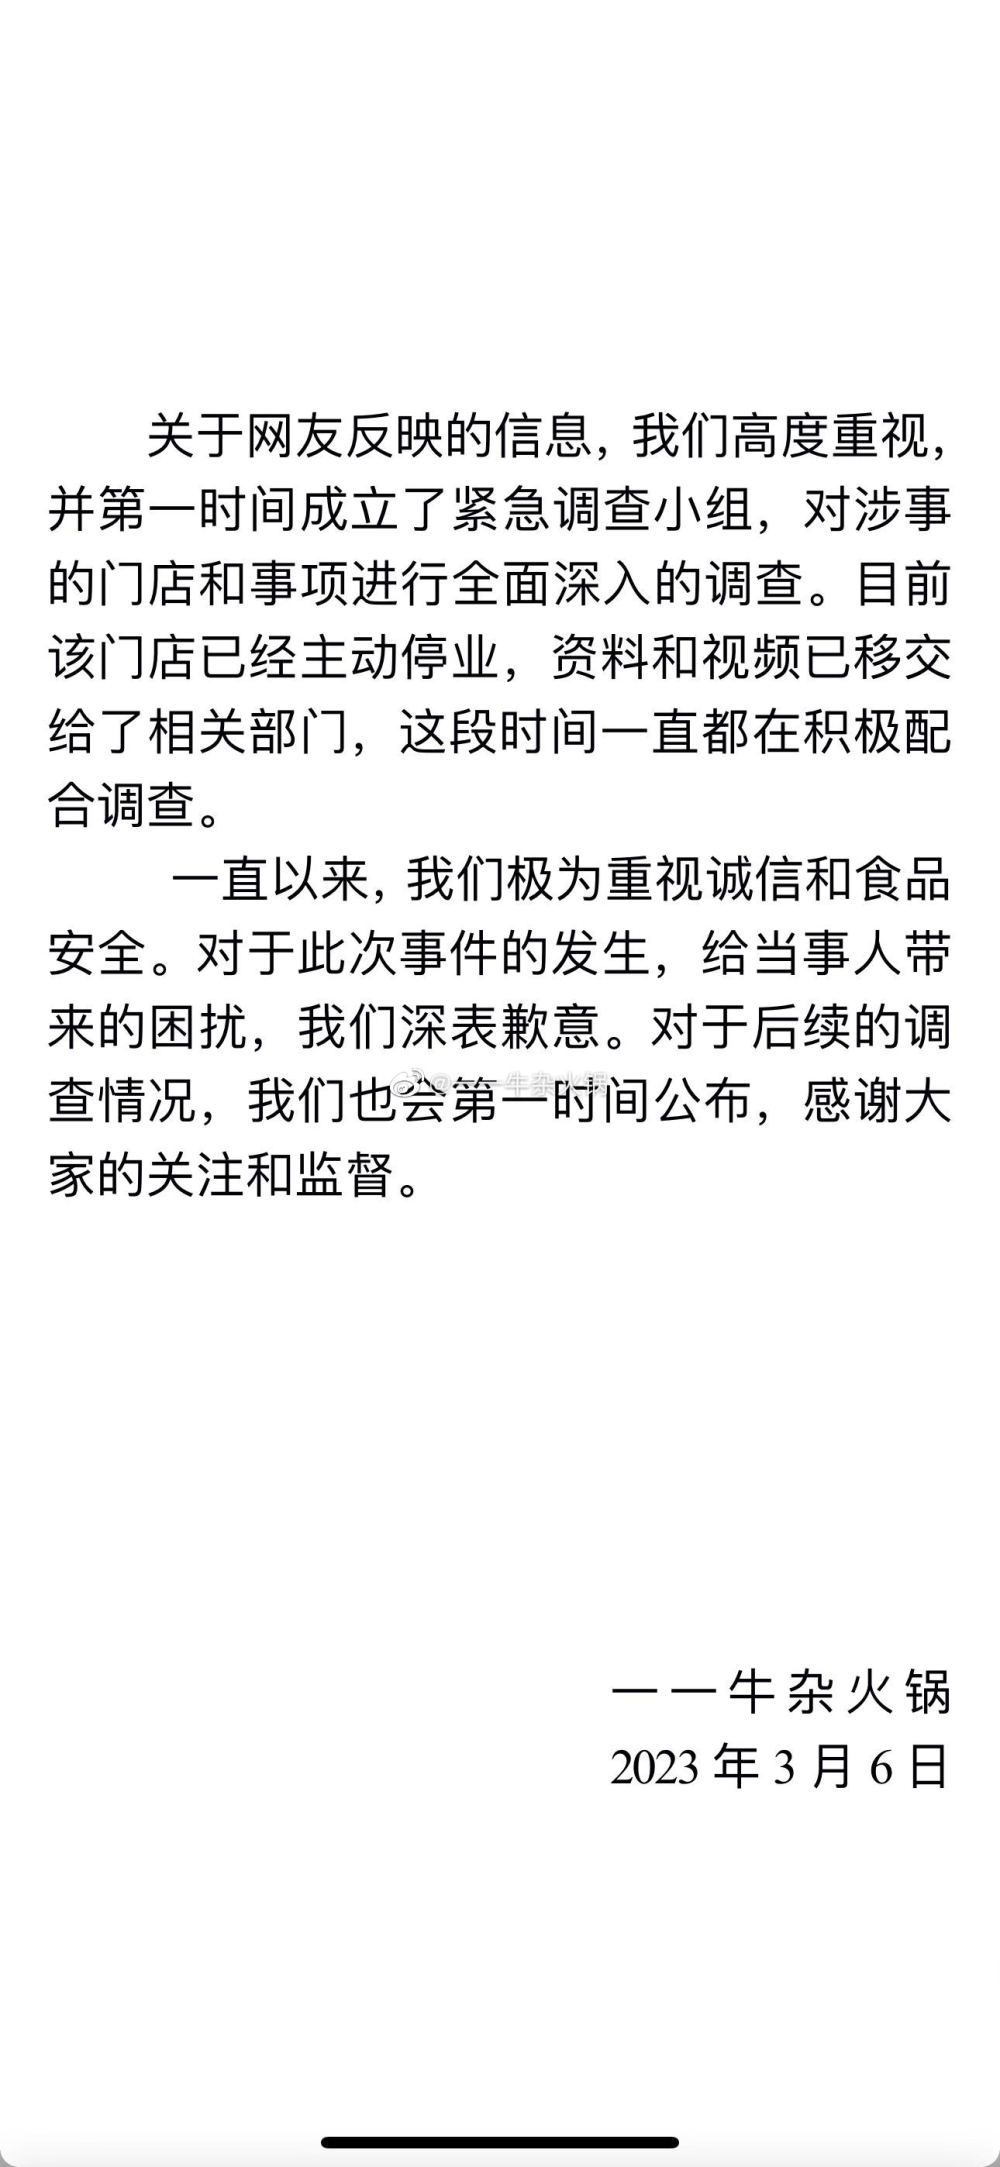 关于网友反映的信息，我们高度重视，
并第一时间成立了紧急调查小组，对涉事
的门店和事项进行全面深入的调查。目前
该门店已经主动停业，资料和视频已移交
给了相关部门，这段时间一直都在积极配
合调查。
一直以来，我们极为重视诚信和食品
安全。对于此次事件的发生，给当事人带
来的困扰，我们深表歉意。对于后续的调
@一一牛杂火锅
查情况，我们也会第一时间公布，感谢大
家的关注和监督。
一一牛杂火锅
2023 年 3 月 6 日